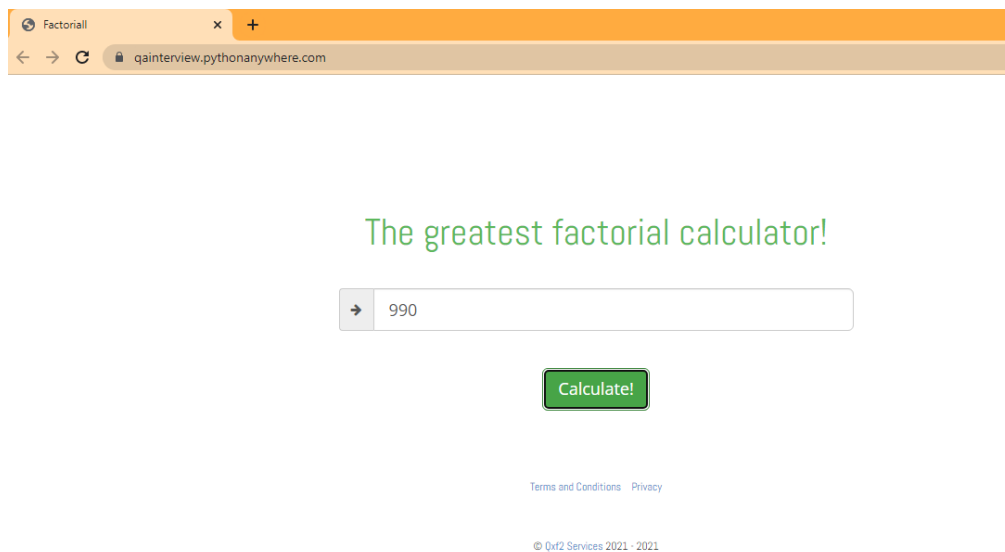 Factoriall
qainterview.pythonanywhere.com
The greatest factorial calculator!
990
Calculate!
Terms and Conditions Privacy
© Qxf2 Services 2021 - 2021